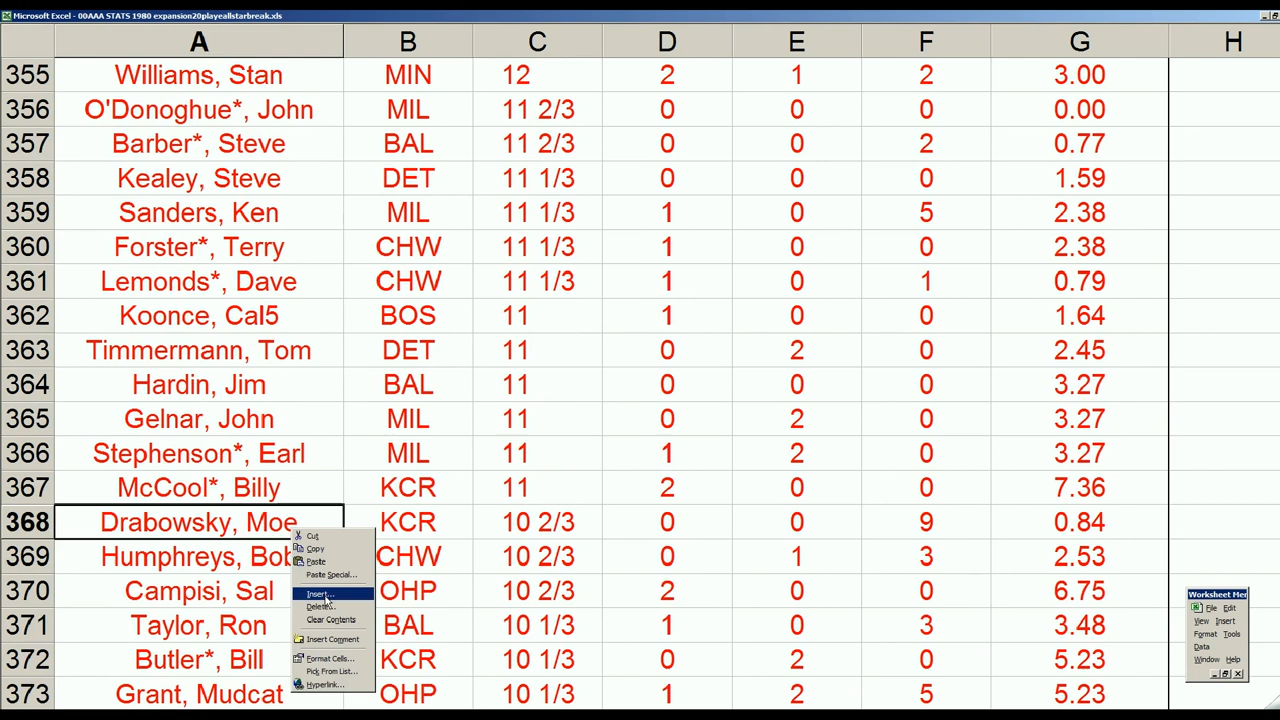 Microsoft Excel - 00AAA STATS 1980 expansion20playeallstarbreak.xls
A B C D E F G H
355 Williams, Stan MIN 12 2 1 2 3.00
356 O'Donoghue*, John MIL 11 2/3 0 0 0 0.00
357 Barber*, Steve BAL 11 2/3 0 0 2 0.77
358 Kealey, Steve DET 11 1/3 0 0 0 1.59
359 Sanders, Ken MIL 11 1/3 1 0 5 2.38
360 Forster*, Terry CHW 11 1/3 1 0 0 2.38
361 Lemonds*, Dave CHW 11 1/3 1 0 1 0.79
362 Koonce, Cal5 BOS 11 1 0 0 1.64
363 Timmermann, Tom DET 11 0 2 0 2.45
364 Hardin, Jim BAL 11 0 0 0 3.27
365 Gelnar, John MIL 11 0 2 0 3.27
366 Stephenson*, Earl MIL 11 1 2 0 3.27
367 McCool*, Billy KCR 11 2 0 0 7.36
368 Drabowsky, Moe KCR 10 2/3 0 0 9 0.84
369 Humphreys, Bob CHW 10 2/3 0 1 3 2.53
370 Campisi, Sal OHP 10 2/3 2 0 0 6.75
371 Taylor, Ron BAL 10 1/3 1 0 3 3.48
372 Butler*, Bill KCR 10 1/3 0 2 0 5.23
373 Grant, Mudcat OHP 10 1/3 1 2 5 5.23
Cut
Copy
Paste
Paste Special...
Insert...
Delete...
Clear Contents
Insert Comment
Format Cells...
Pick From List...
Hyperlink...
Worksheet Mer
File Edit
View Insert
Format Tools
Data
Window Help